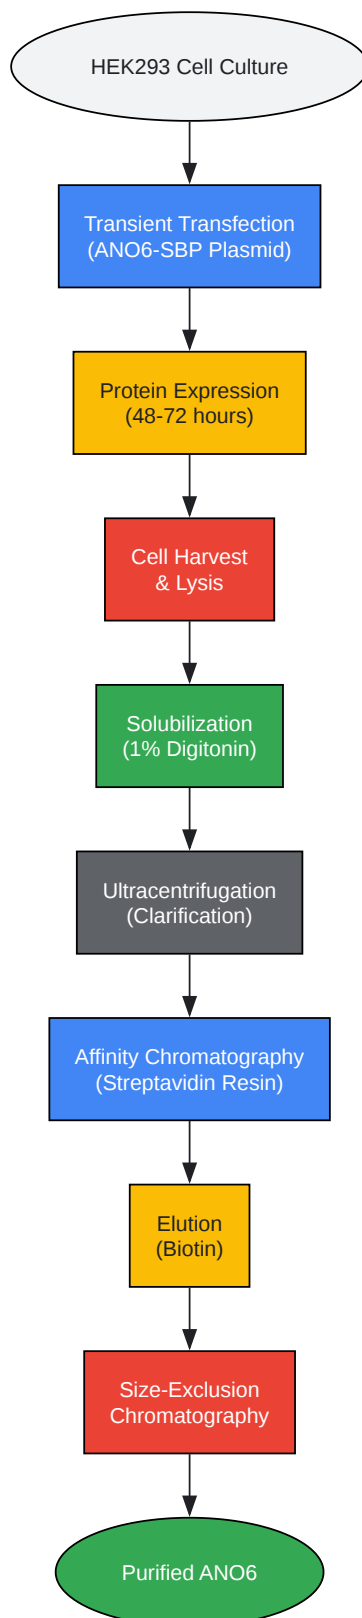 HEK293 Cell Culture
Transient Transfection
(ANO6-SBP Plasmid)
Protein Expression
(48-72 hours)
Cell Harvest
& Lysis
Solubilization
(1% Digitonin)
Ultracentrifugation
(Clarification)
Affinity Chromatography
(Streptavidin Resin)
Elution
(Biotin)
Size-Exclusion
Chromatography
Purified ANO6